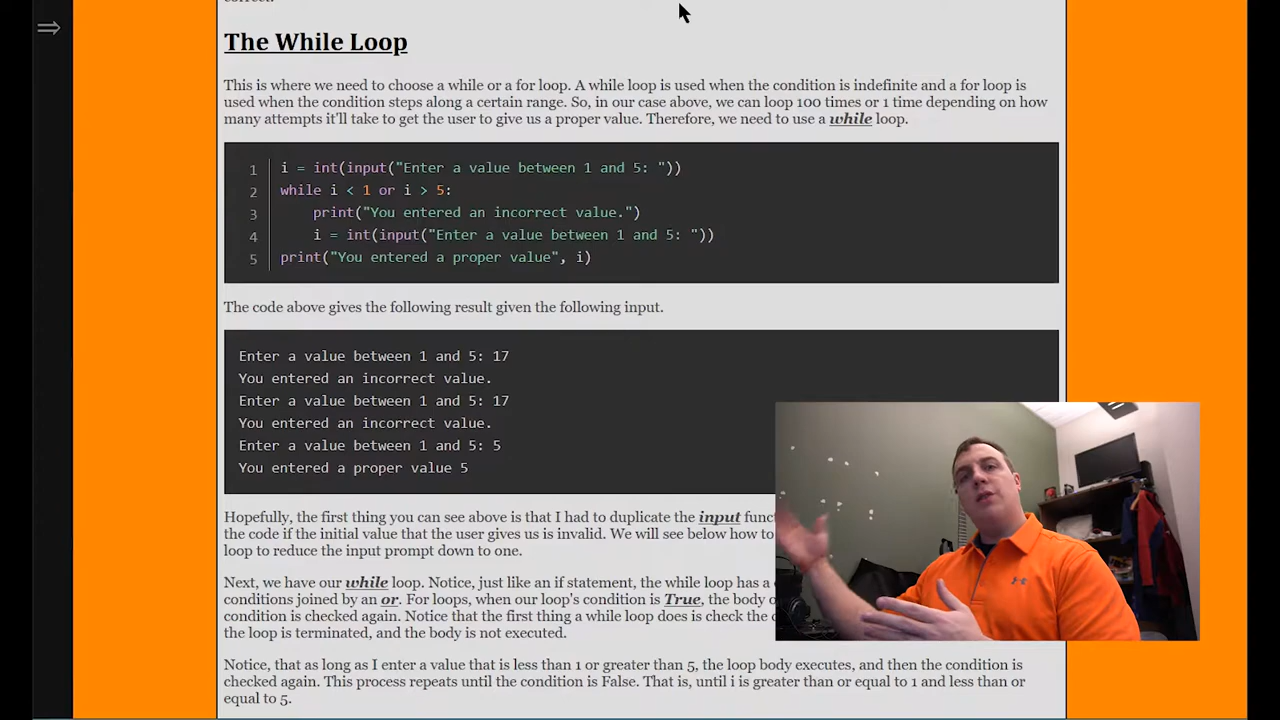 The While Loop
This is where we need to choose a while or a for loop. A while loop is used when the condition is indefinite and a for loop is
used when the condition steps along a certain range. So, in our case above, we can loop 100 times or 1 time depending on how
many attempts it'll take to get the user to give us a proper value. Therefore, we need to use a while loop.
1 i = int(input("Enter a value between 1 and 5: "))
2 while i < 1 or i > 5:
3 print("You entered an incorrect value.")
4 i = int(input("Enter a value between 1 and 5: "))
5 print("You entered a proper value", i)
The code above gives the following result given the following input.
Enter a value between 1 and 5: 17
You entered an incorrect value.
Enter a value between 1 and 5: 17
You entered an incorrect value.
Enter a value between 1 and 5: 5
You entered a proper value 5
Hopefully, the first thing you can see above is that I had to duplicate the input
the code if the initial value that the user gives us is invalid. We will see below how to
loop to reduce the input prompt down to one.
Next, we have our while loop. Notice, just like an if statement, the while loop has a
conditions joined by an or. For loops, when our loop's condition is True, the body
condition is checked again. Notice that the first thing a while loop does is check the
the loop is terminated, and the body is not executed.
Notice, that as long as I enter a value that is less than 1 or greater than 5, the loop body executes, and then the condition is
checked again. This process repeats until the condition is False. That is, until i is greater than or equal to 1 and less than or
equal to 5.